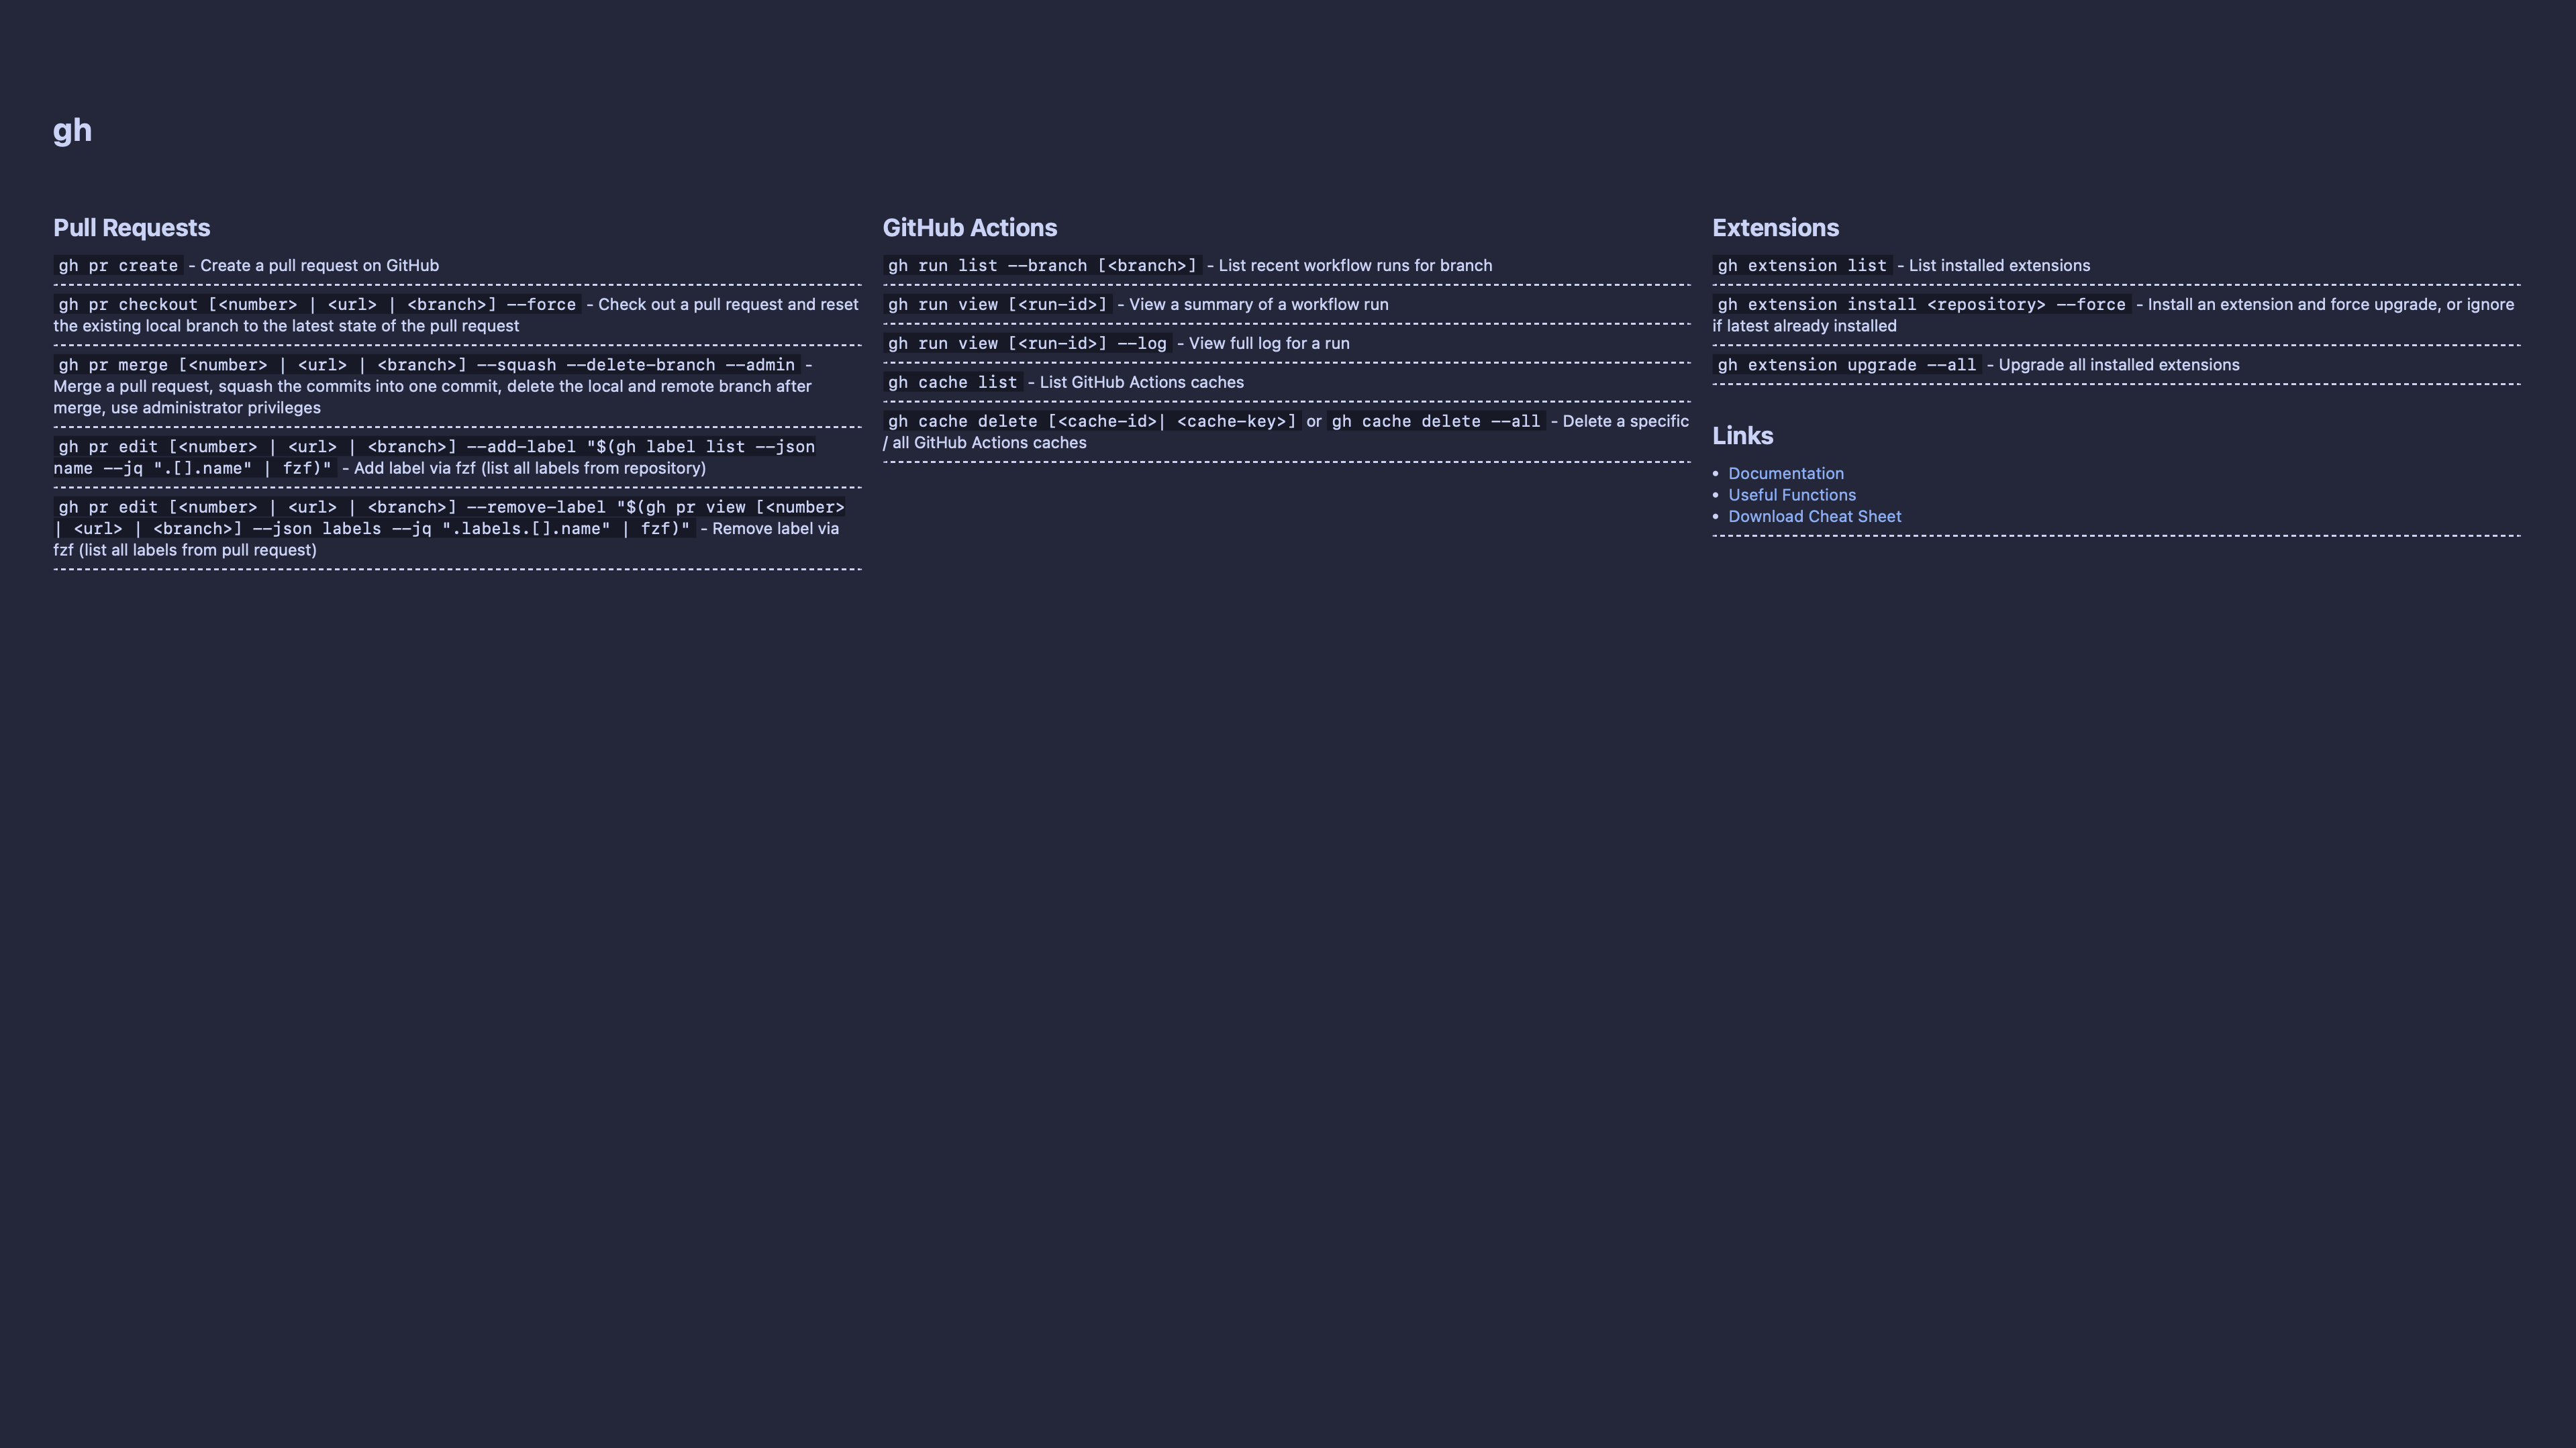 gh
Pull Requests
gh pr create - Create a pull request on GitHub
gh pr checkout [<number> | <url> | <branch>] --force - Check out a pull request and reset
the existing local branch to the latest state of the pull request
gh pr merge [<number> | <url> | <branch>] --squash --delete-branch --admin -
Merge a pull request, squash the commits into one commit, delete the local and remote branch after
merge, use administrator privileges
gh pr edit [<number> | <url> | <branch>] --add-label "$(gh label list --json
name --jq ".[].name" | fzf)" - Add label via fzf (list all labels from repository)
gh pr edit [<number> | <url> | <branch>] --remove-label "$(gh pr view [<number>
| <url> | <branch>] --json labels --jq ".labels.[].name" | fzf)" - Remove label via
fzf (list all labels from pull request)
GitHub Actions
gh run list --branch [<branch>] - List recent workflow runs for branch
gh run view [<run-id>] - View a summary of a workflow run
gh run view [<run-id>] --log - View full log for a run
gh cache list - List GitHub Actions caches
gh cache delete [<cache-id>| <cache-key>] or gh cache delete --all - Delete a specific
/ all GitHub Actions caches
Extensions
gh extension list - List installed extensions
gh extension install <repository> --force - Install an extension and force upgrade, or ignore
if latest already installed
gh extension upgrade --all - Upgrade all installed extensions
Links
• Documentation
• Useful Functions
• Download Cheat Sheet